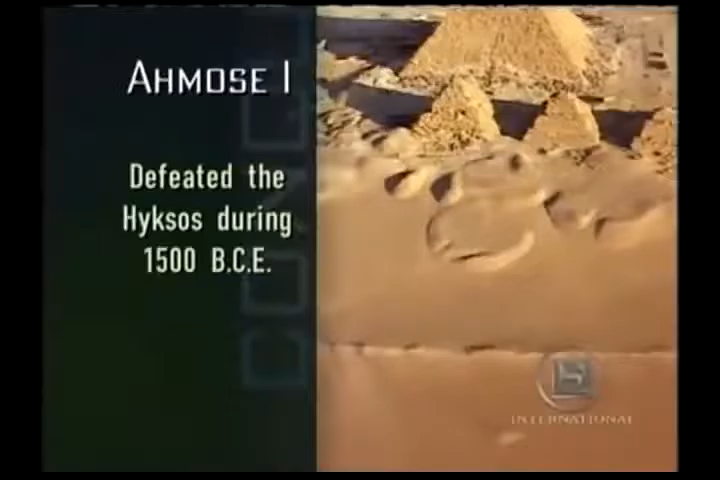 AHMOSE I
Defeated the
Hyksos during
1500 B.C.E.
H
INTERNATIONAL